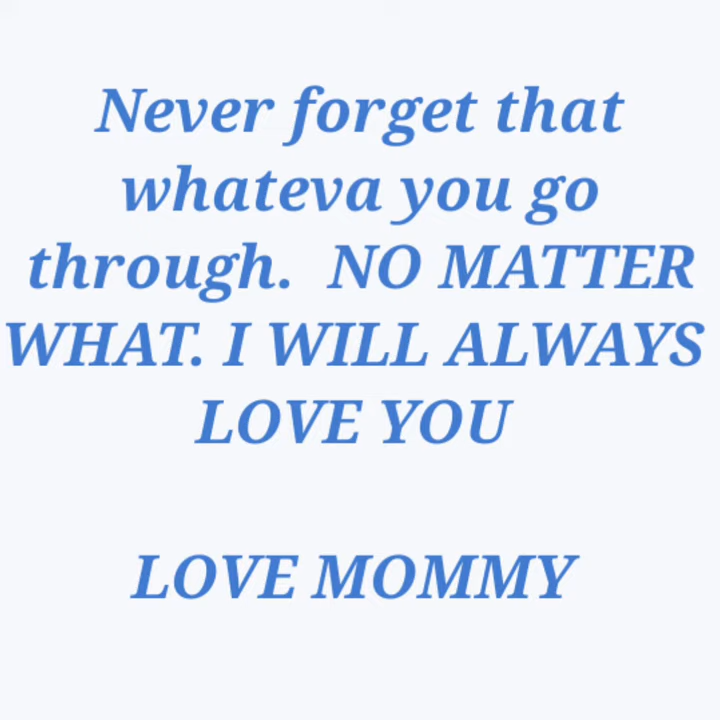 Never forget that
whateva you go
through.  NO MATTER
WHAT. I WILL ALWAYS
LOVE YOU
LOVE MOMMY